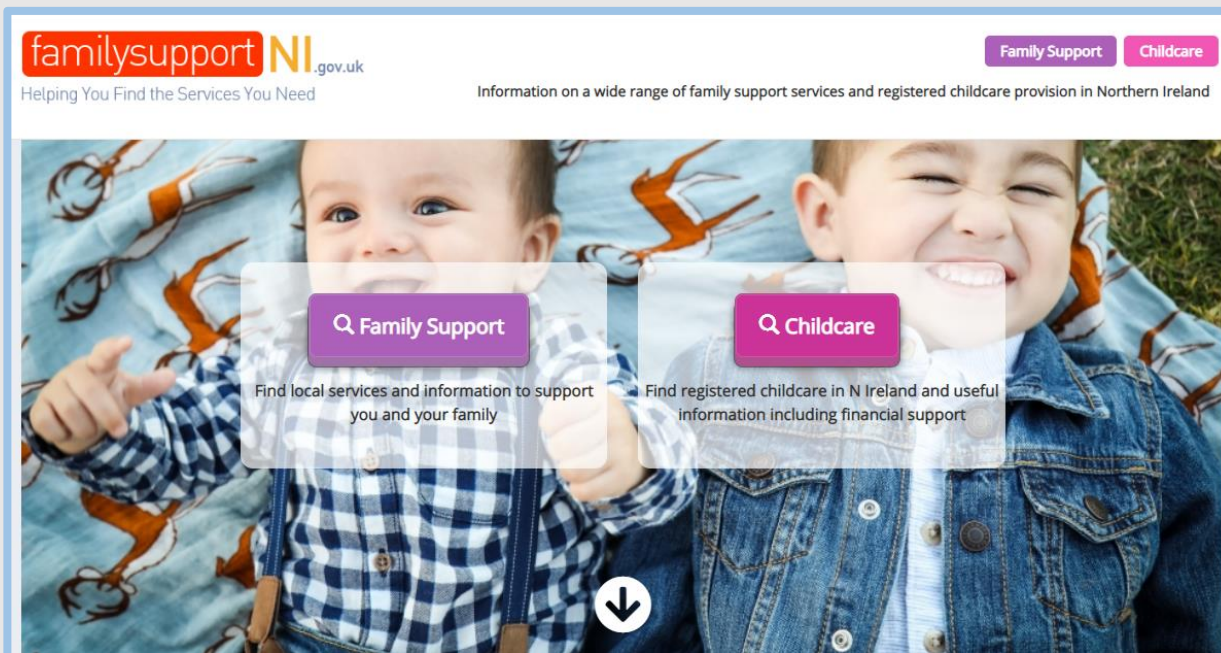 familysupport NI.gov.uk
Helping You Find the Services You Need
Family Support
Childcare
Information on a wide range of family support services and registered childcare provision in Northern Ireland
Family Support
Find local services and information to support
you and your family
Childcare
Find registered childcare in N Ireland and useful
information including financial support